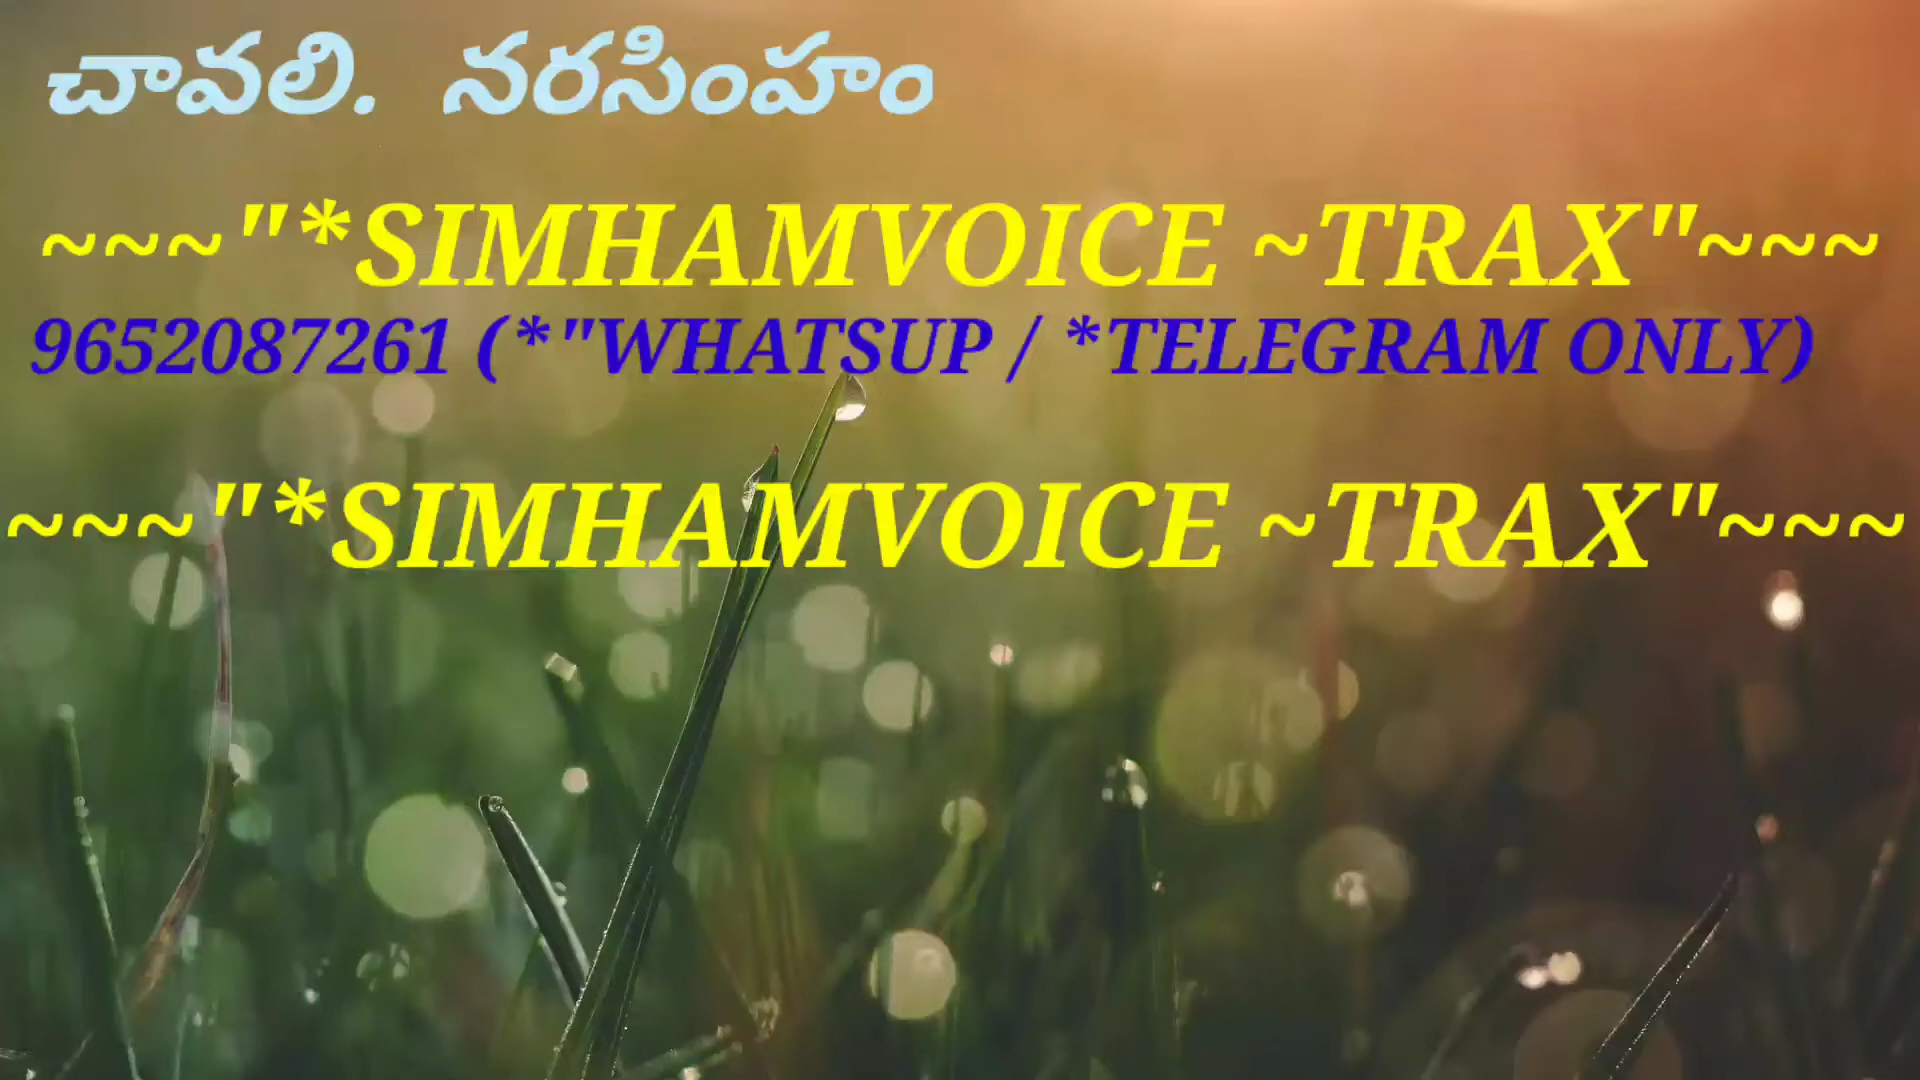 చావలి. నరసింహం
~~~"*SIMHAMVOICE ~TRAX"~~~
9652087261 (*"WHATSUP / *TELEGRAM ONLY)
~~~"*SIMHAMVOICE ~TRAX"~~~